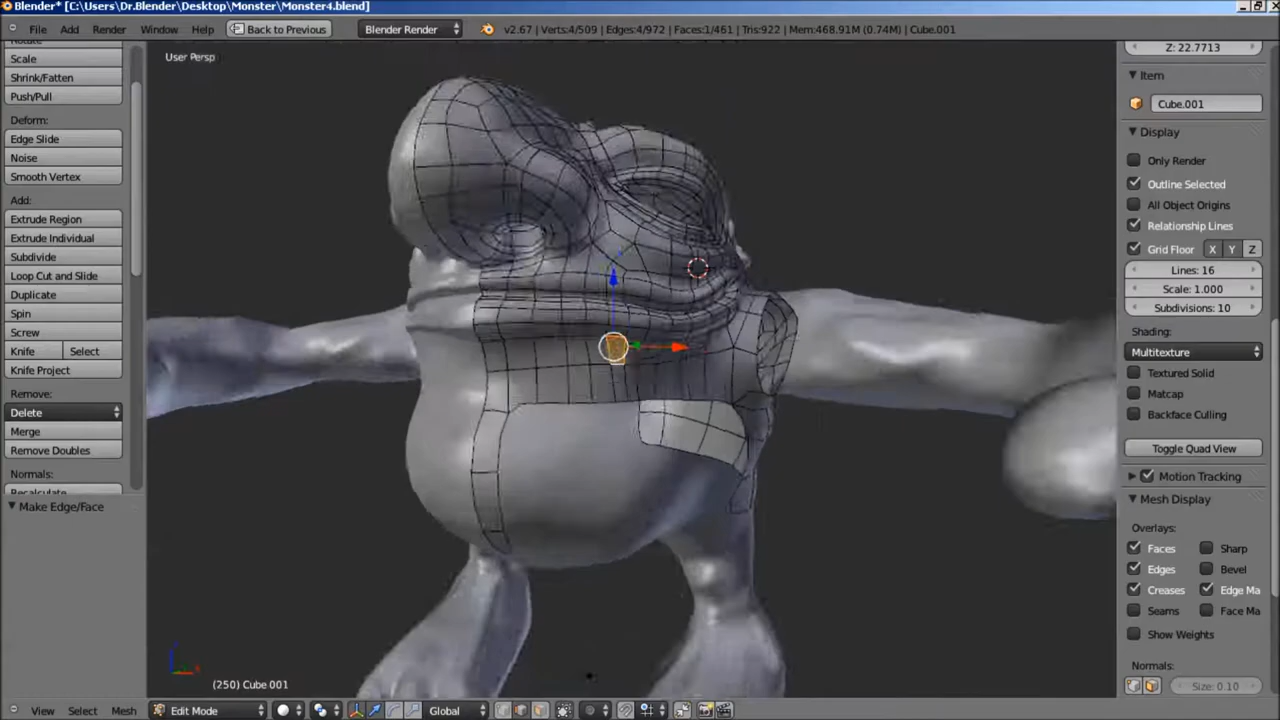 Blender* [C:\Users\Dr.Blender\Desktop\Monster\Monster4.blend]
File Add Render Window Help Back to Previous Blender Render v2.67 | Verts:4/509 | Edges:4/972 | Faces:1/461 | Tris:922 | Mem:468.91M (0.74M) | Cube.001
Scale
Shrink/Fatten
Push/Pull
Deform:
Edge Slide
Noise
Smooth Vertex
Add:
Extrude Region
Extrude Individual
Subdivide
Loop Cut and Slide
Duplicate
Spin
Screw
Knife Select
Knife Project
Remove:
Delete
Merge
Remove Doubles
Normals:
Recalculate
Make Edge/Face
User Persp
(250) Cube.001
Z: 22.7713
Item
Cube.001
Display
Only Render
Outline Selected
All Object Origins
Relationship Lines
Grid Floor X Y Z
Lines: 16
Scale: 1.000
Subdivisions: 10
Shading:
Multitexture
Textured Solid
Matcap
Backface Culling
Toggle Quad View
Motion Tracking
Mesh Display
Overlays:
Faces Sharp
Edges Bevel
Creases Edge Ma
Seams Face Ma
Show Weights
Normals:
Size: 0.10
View Select Mesh Edit Mode Global